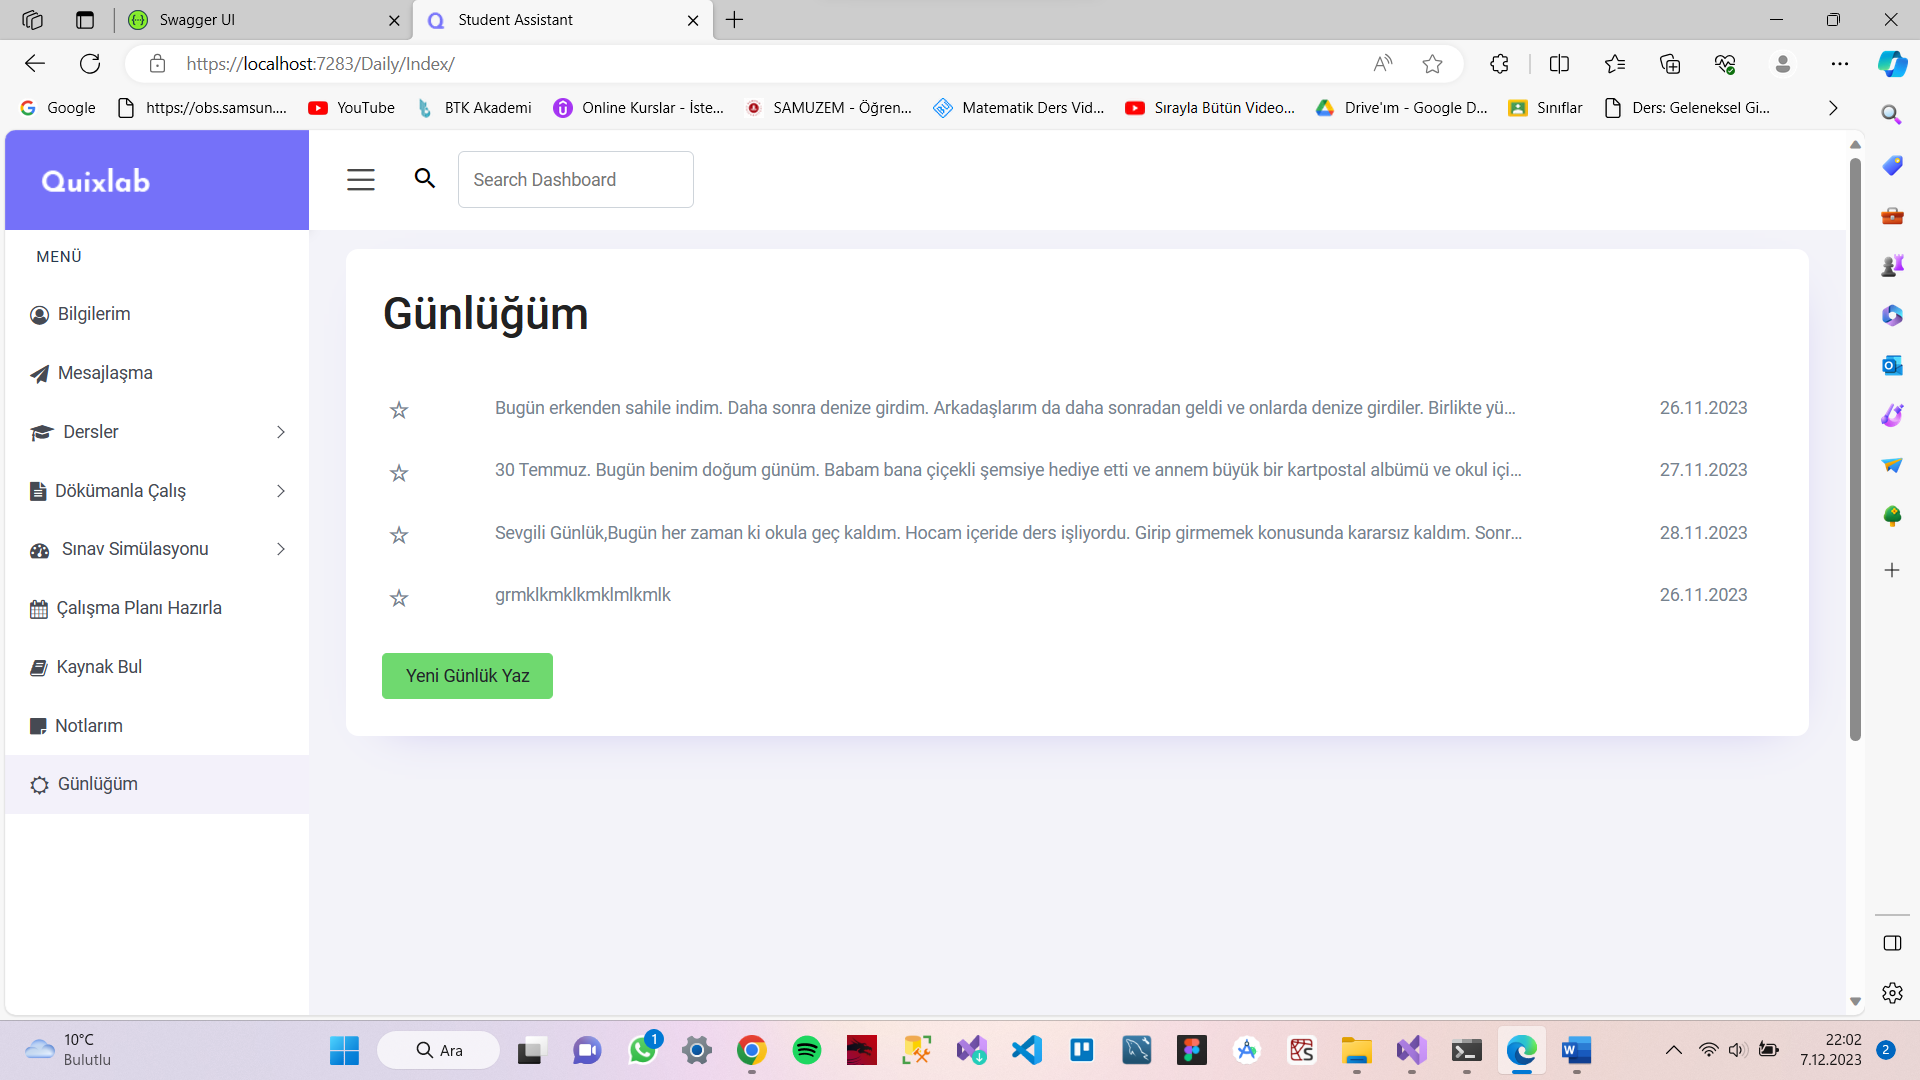 Swagger UI
Student Assistant
https://localhost:7283/Daily/Index/
Google
https://obs.samsun....
YouTube
BTK Akademi
Online Kurslar - İste...
SAMUZEM - Öğren...
Matematik Ders Vid...
Sırayla Bütün Video...
Drive'ım - Google D...
Sınıflar
Ders: Geleneksel Gi...
Quixlab
Search Dashboard
MENÜ
Bilgilerim
Mesajlaşma
Dersler
Dökümanla Çalış
Sınav Simülasyonu
Çalışma Planı Hazırla
Kaynak Bul
Notlarım
Günlüğüm
Günlüğüm
Bugün erkenden sahile indim. Daha sonra denize girdim. Arkadaşlarım da daha sonradan geldi ve onlarda denize girdiler. Birlikte yü... 26.11.2023
30 Temmuz. Bugün benim doğum günüm. Babam bana çiçekli şemsiye hediye etti ve annem büyük bir kartpostal albümü ve okul içi... 27.11.2023
Sevgili Günlük,Bugün her zaman ki okula geç kaldım. Hocam içeride ders işliyordu. Girip girmemek konusunda kararsız kaldım. Sonr... 28.11.2023
grmklkmklkmklmlkmlk 26.11.2023
Yeni Günlük Yaz
10°C
Bulutlu
Ara
1
22:02
7.12.2023
2